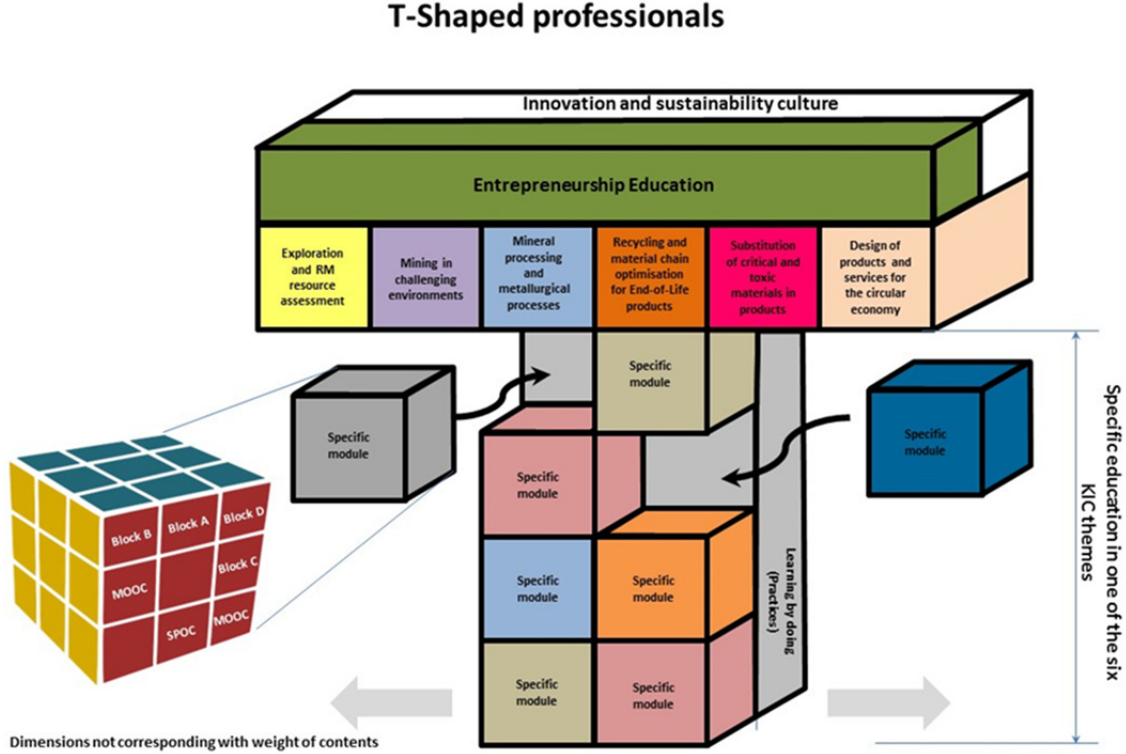 T-Shaped professionals
Innovation and sustainability culture
Entrepreneurship Education
Exploration
and RM
resource
assessment
Mining in
challenging
environments
Mineral
processing
and
metallurgical
processes
Recycling and
material chain
optimisation
for End-of-Life
products
Substitution
of critical and
toxic
materials in
products
Design of
products and
services for
the circular
economy
Specific
module
Specific
module
Specific
module
Specific
module
Specific
module
Specific
module
Specific
module
Specific
module
Learning by doing
(Practices)
Specific education in one of the six
KIC themes
Block B
Block A
Block D
MOOC
Block C
SPOC
MOOC
Dimensions not corresponding with weight of contents